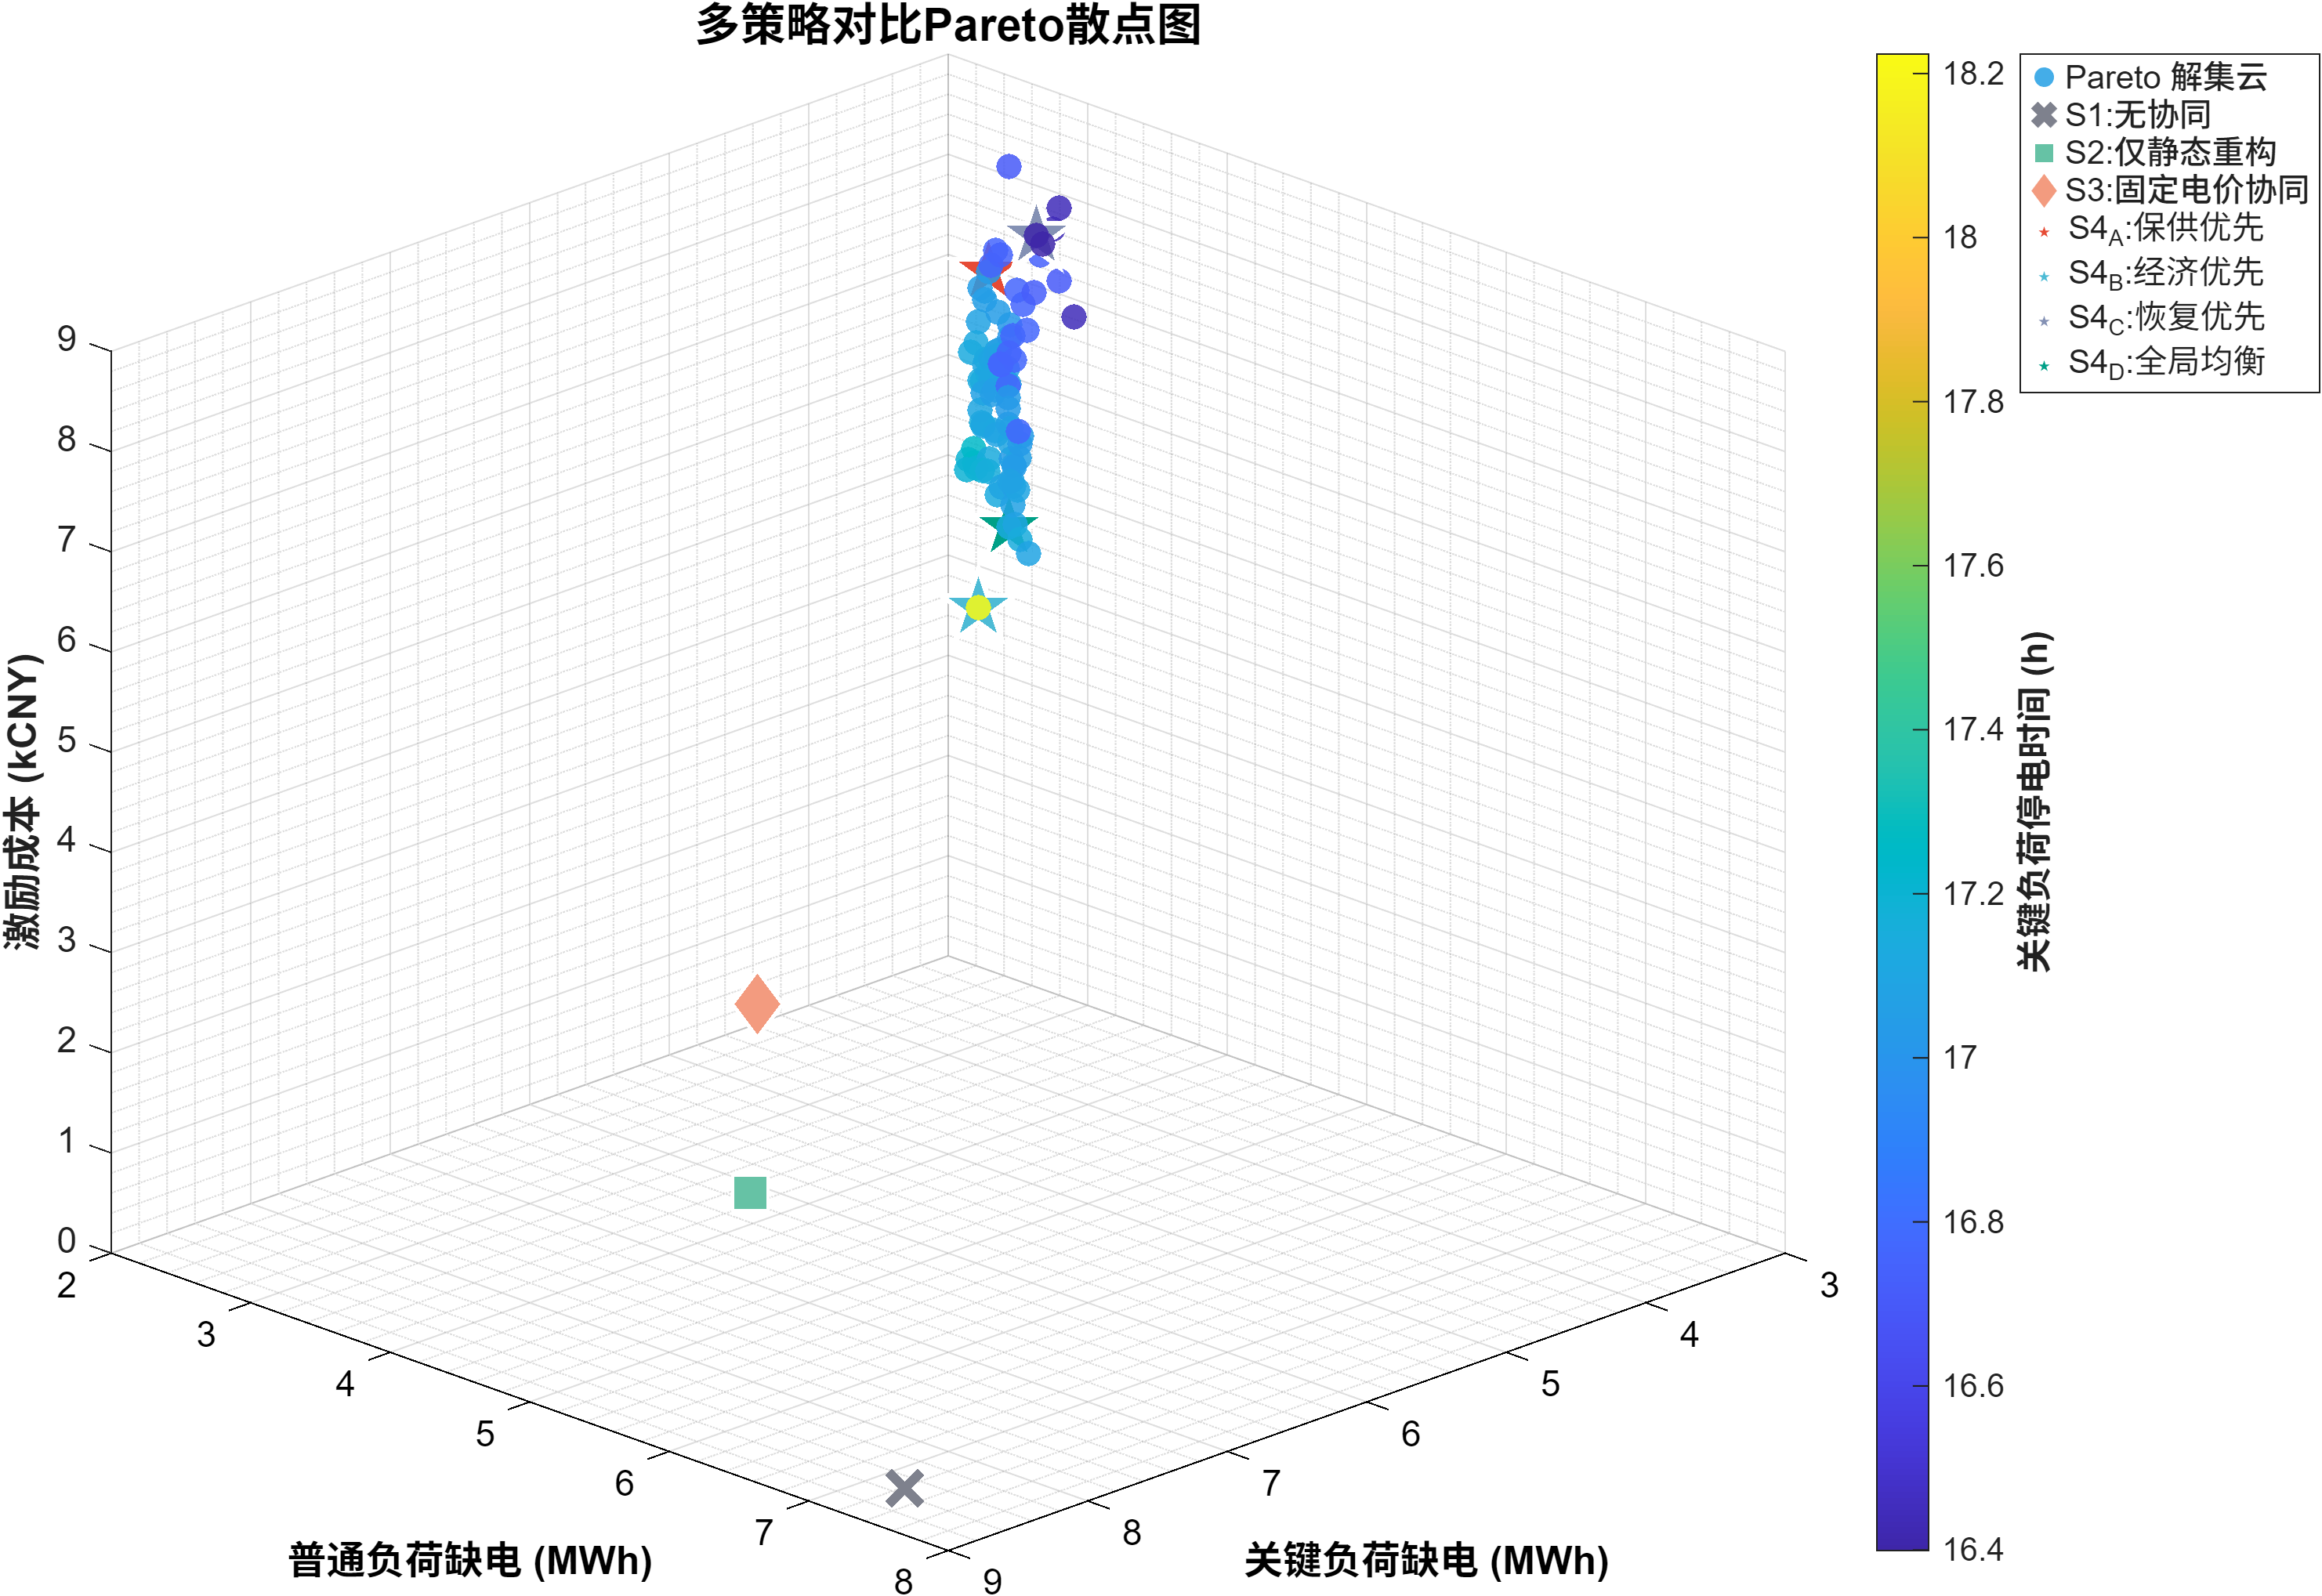 多策略对比Pareto散点图
9
8
7
6
5
4
3
2
1
0
激励成本 (kCNY)
2
3
4
5
6
7
8
普通负荷缺电 (MWh)
9
8
7
6
5
4
3
关键负荷缺电 (MWh)
18.2
18
17.8
17.6
17.4
17.2
17
16.8
16.6
16.4
关键负荷停电时间 (h)
Pareto 解集云
S1:无协同
S2:仅静态重构
S3:固定电价协同
S4A:保供优先
S4B:经济优先
S4C:恢复优先
S4D:全局均衡